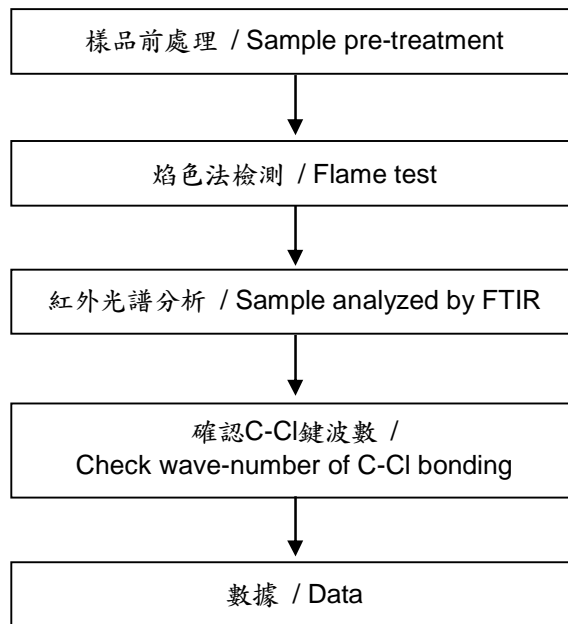 樣品前處理 / Sample pre-treatment
焰色法檢測 / Flame test
紅外光譜分析 / Sample analyzed by FTIR
確認C-Cl鍵波數 /
Check wave-number of C-Cl bonding
數據 / Data